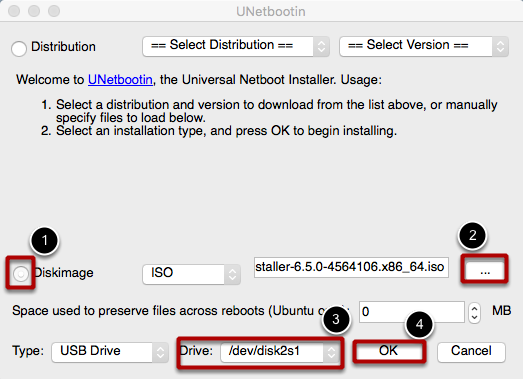 UNetbootin
Distribution == Select Distribution == == Select Version ==
Welcome to UNetbootin, the Universal Netboot Installer. Usage:
1. Select a distribution and version to download from the list above, or manually
specify files to load below.
2. Select an installation type, and press OK to begin installing.
1
2
Diskimage ISO staller-6.5.0-4564106.x86_64.iso ...
Space used to preserve files across reboots (Ubuntu 0 MB
3
4
Type: USB Drive Drive: /dev/disk2s1 OK Cancel